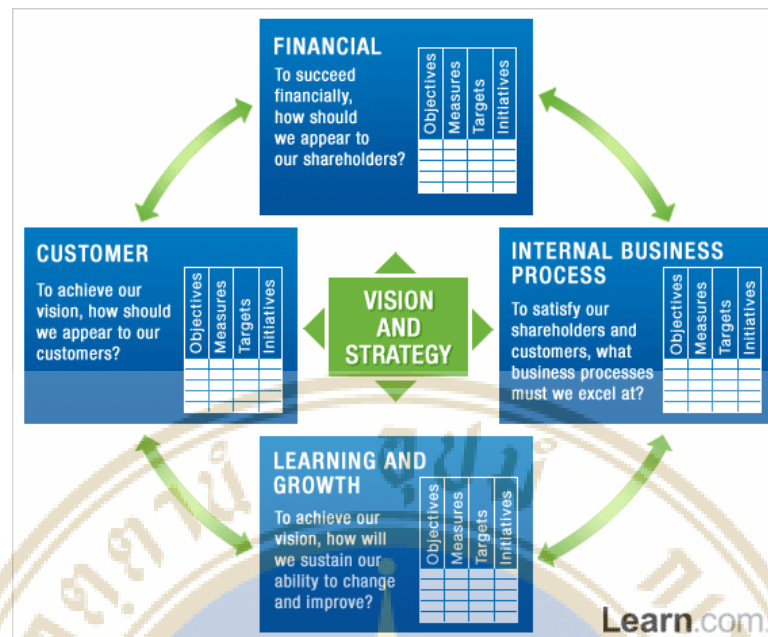 FINANCIAL
To succeed
financially,
how should
we appear to
our shareholders?
Objectives
Measures
Targets
Initiatives
CUSTOMER
To achieve our
vision, how should
we appear to our
customers?
Objectives
Measures
Targets
Initiatives
VISION
AND
STRATEGY
INTERNAL BUSINESS
PROCESS
To satisfy our
shareholders and
customers, what
business processes
must we excel at?
Objectives
Measures
Targets
Initiatives
LEARNING AND
GROWTH
To achieve our
vision, how will
we sustain our
ability to change
and improve?
Objectives
Measures
Targets
Initiatives
Learn.com